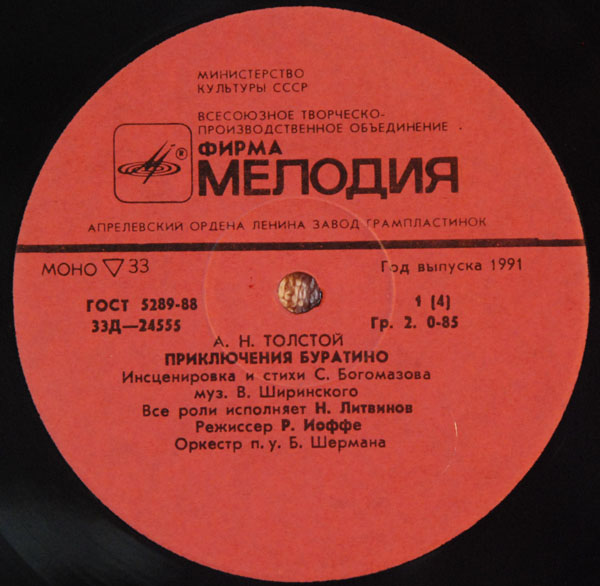 МИНИСТЕРСТВО
КУЛЬТУРЫ СССР
ВСЕСОЮЗНОЕ ТВОРЧЕСКО-
ПРОИЗВОДСТВЕННОЕ ОБЪЕДИНЕНИЕ
®
ФИРМА
МЕЛОДИЯ
АПРЕЛЕВСКИЙ ОРДЕНА ЛЕНИНА ЗАВОД ГРАМПЛАСТИНОК
МОНО ▽ 33 Год выпуска 1991
ГОСТ 5289-88 1 (4)
33Д—24555 Гр. 2. 0-85
А. Н. ТОЛСТОЙ
ПРИКЛЮЧЕНИЯ БУРАТИНО
Инсценировка и стихи С. Богомазова
муз. В. Ширинского
Все роли исполняет Н. Литвинов
Режиссер Р. Иоффе
Оркестр п. у. Б. Шермана